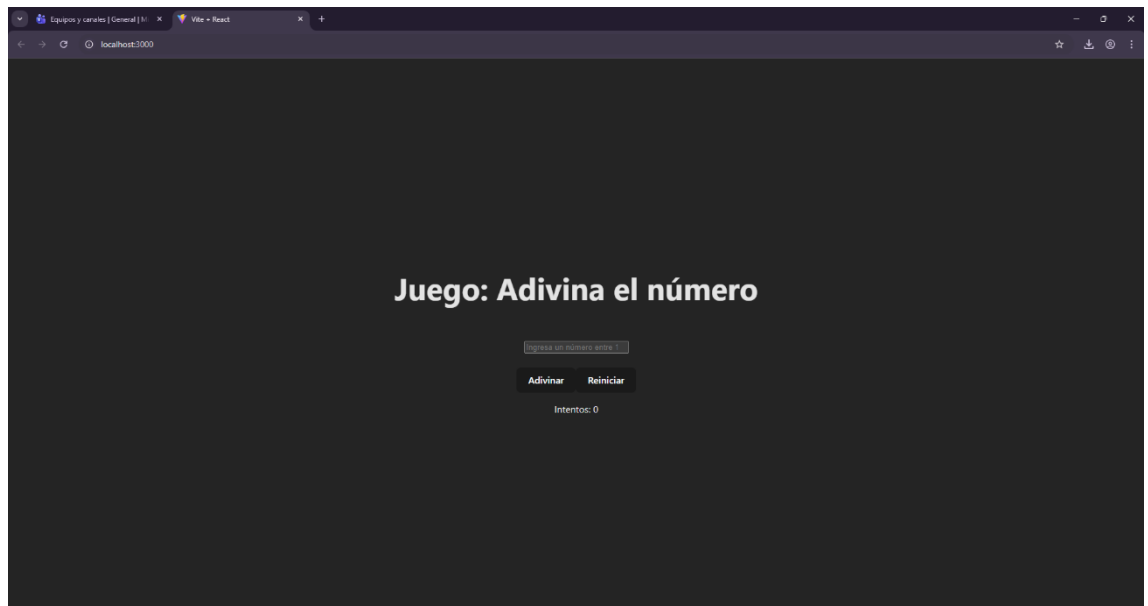 Equipos y canales | General | M
Vite + React
localhost:3000
Juego: Adivina el número
Ingresa un número entre 1
Adivinar
Reiniciar
Intentos: 0